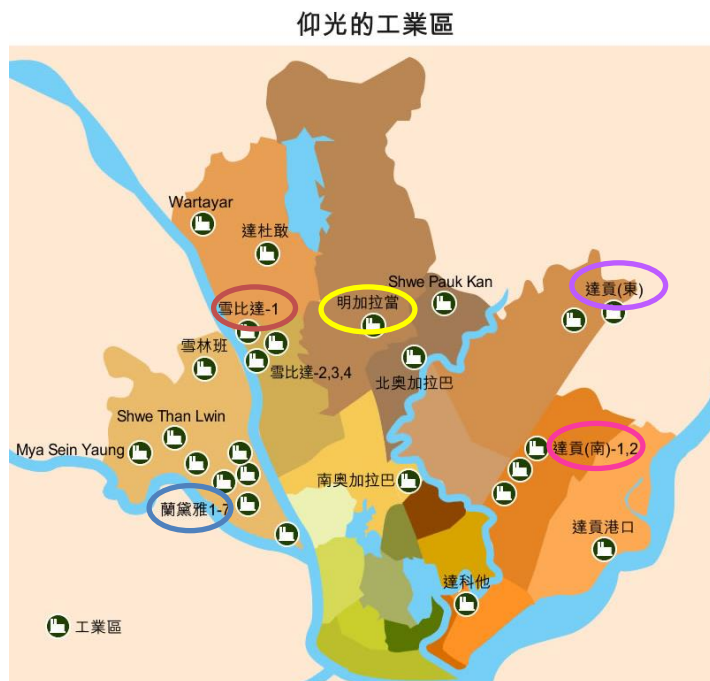 仰光的工業區
Wartayar
達杜敢
Shwe Pauk Kan
達貢(東)
雪比達-1
明加拉當
雪林班
雪比達-2,3,4
北奧加拉巴
Shwe Than Lwin
Mya Sein Yaung
達貢(南)-1,2
南奧加拉巴
蘭黛雅1-7
達貢港口
達科他
工業區